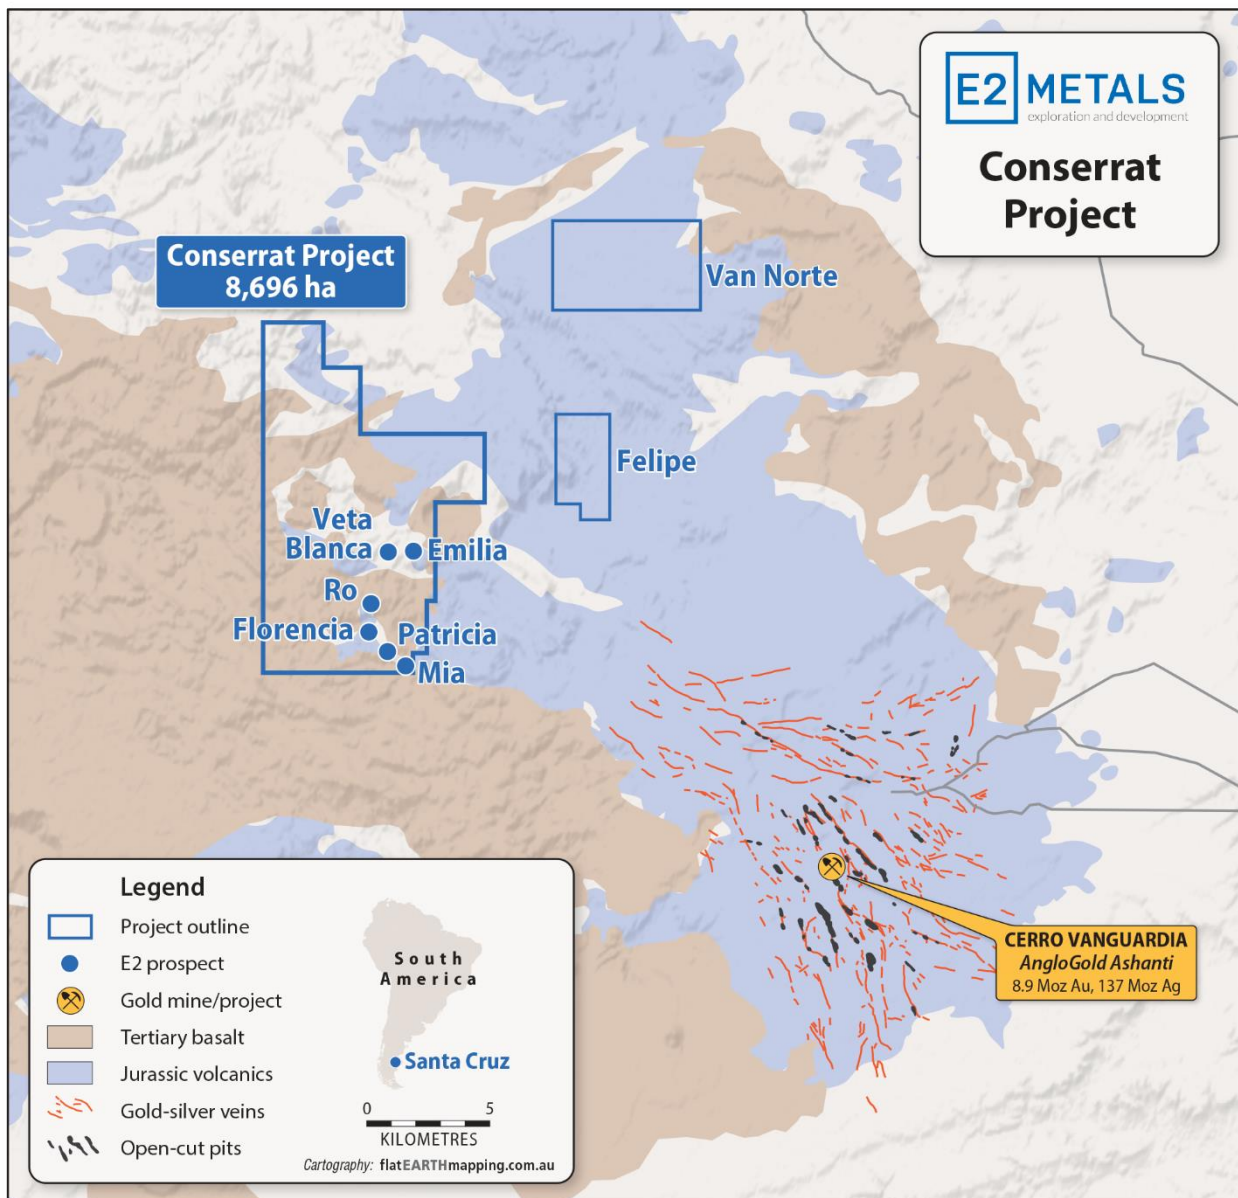 E2 METALS
exploration and development
Conserrat
Project
Conserrat Project
8,696 ha
Van Norte
Felipe
Veta
Blanca
Emilia
Ro
Florencia
Patricia
Mia
CERRO VANGUARDIA
AngloGold Ashanti
8.9 Moz Au, 137 Moz Ag
Legend
Project outline
E2 prospect
Gold mine/project
Tertiary basalt
Jurassic volcanics
Gold-silver veins
Open-cut pits
South
America
Santa Cruz
0 5
KILOMETRES
Cartography: flatEARTHmapping.com.au